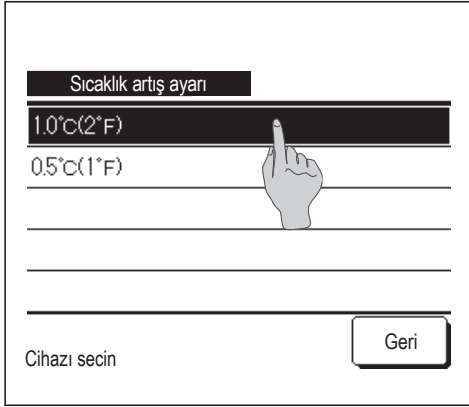 Sıcaklık artış ayarı
1.0°C(2°F)
0.5°C(1°F)
Geri
Cihazı secin